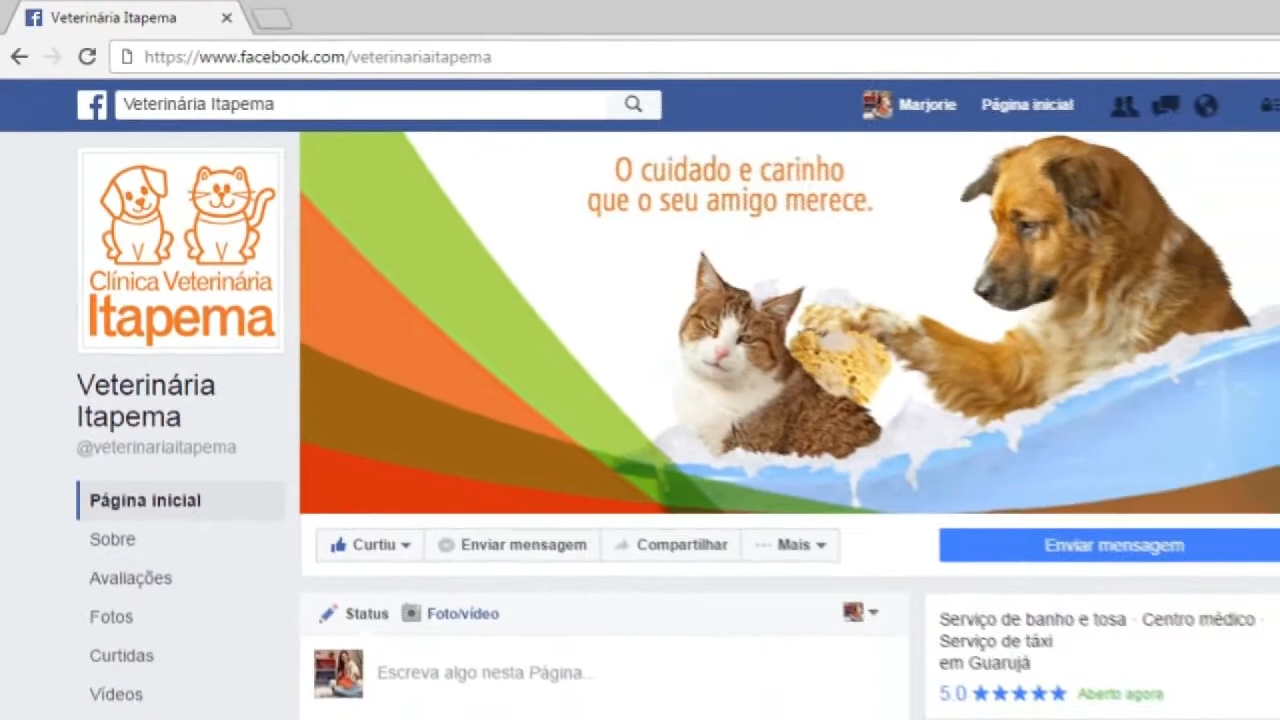 Veterinária Itapema
https://www.facebook.com/veterinariaitapema
Veterinária Itapema
Marjorie
Página inicial
O cuidado e carinho
que o seu amigo merece.
Clínica Veterinária
Itapema
Veterinária
Itapema
@veterinariaitapema
Página inicial
Sobre
Avaliações
Fotos
Curtidas
Vídeos
Curtiu
Enviar mensagem
Compartilhar
Mais
Enviar mensagem
Status
Foto/vídeo
Escreva algo nesta Página...
Serviço de banho e tosa · Centro médico ·
Serviço de táxi
em Guarujá
5.0 ★★★★★ Aberto agora